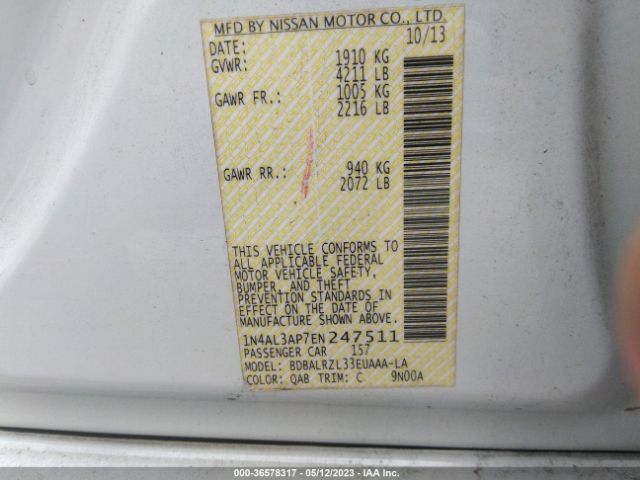 MFD BY NISSAN MOTOR CO., LTD.
DATE: 10/13
GVWR: 1910 KG
4211 LB
GAWR FR.: 1005 KG
2216 LB
GAWR RR.: 940 KG
2072 LB
THIS VEHICLE CONFORMS TO
ALL APPLICABLE FEDERAL
MOTOR VEHICLE SAFETY,
BUMPER, AND THEFT
PREVENTION STANDARDS IN
EFFECT ON THE DATE OF
MANUFACTURE SHOWN ABOVE.
1N4AL3AP7EN247511
PASSENGER CAR 157
MODEL: BDBALRZL33EUAAA-LA
COLOR: QAB TRIM: C 9N00A
000-36578317 - 05/12/2023 - IAA Inc.